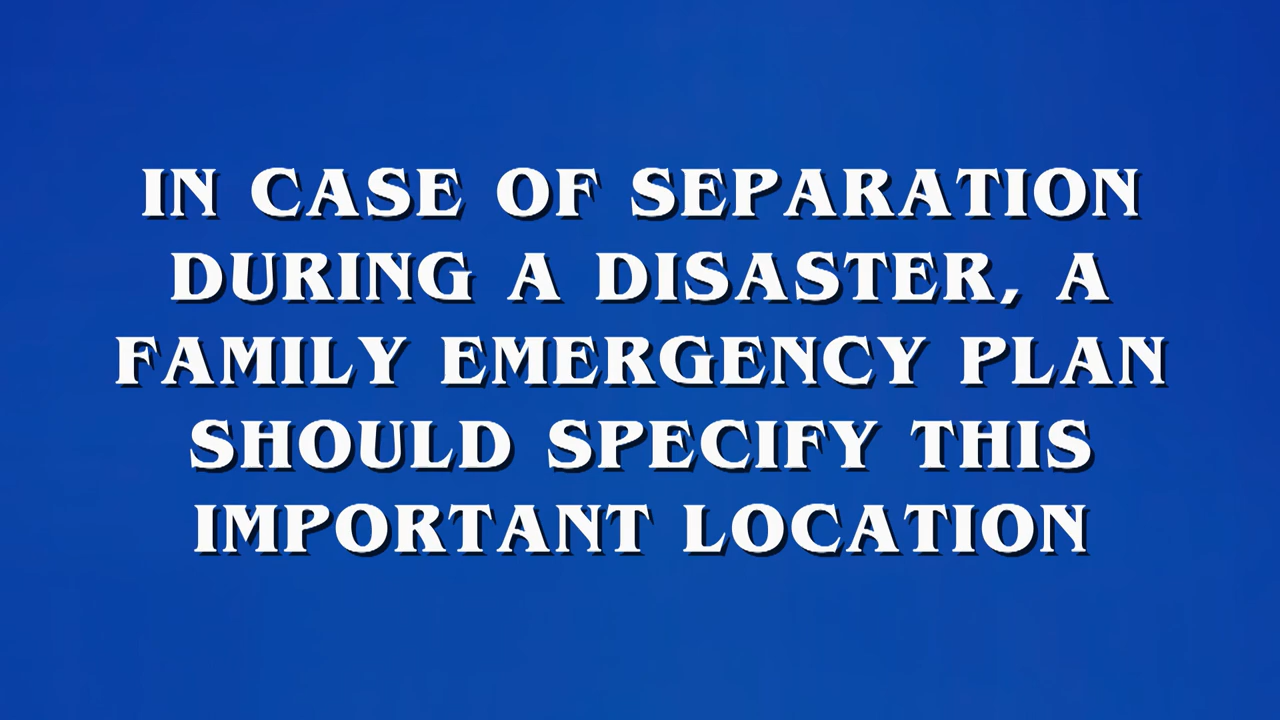 IN CASE OF SEPARATION
DURING A DISASTER, A
FAMILY EMERGENCY PLAN
SHOULD SPECIFY THIS
IMPORTANT LOCATION